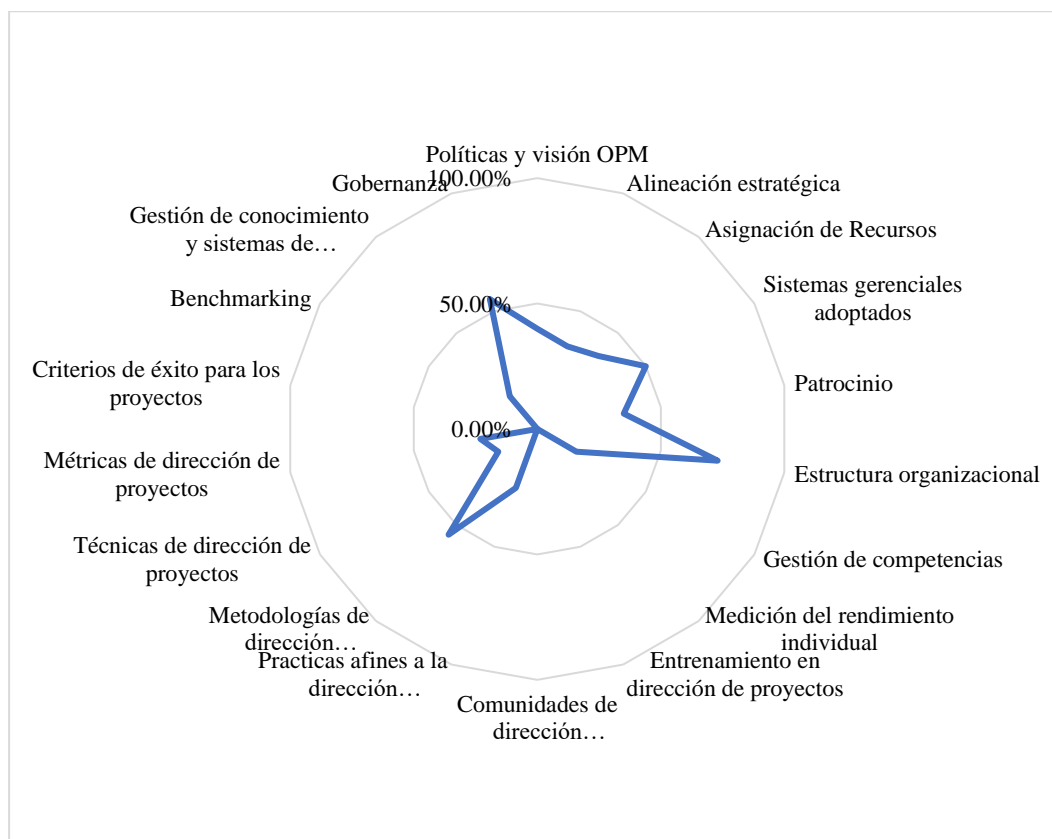 Políticas y visión OPM
100.00%
Alineación estratégica
Asignación de Recursos
Sistemas gerenciales
adoptados
Patrocinio
Estructura organizacional
Gestión de competencias
Medición del rendimiento
individual
Entrenamiento en
dirección de proyectos
Comunidades de
dirección…
Practicas afines a la
dirección…
Metodologías de
dirección…
Técnicas de dirección de
proyectos
Métricas de dirección de
proyectos
Criterios de éxito para los
proyectos
Benchmarking
Gestión de conocimiento
y sistemas de…
Gobernanza
50.00%
0.00%